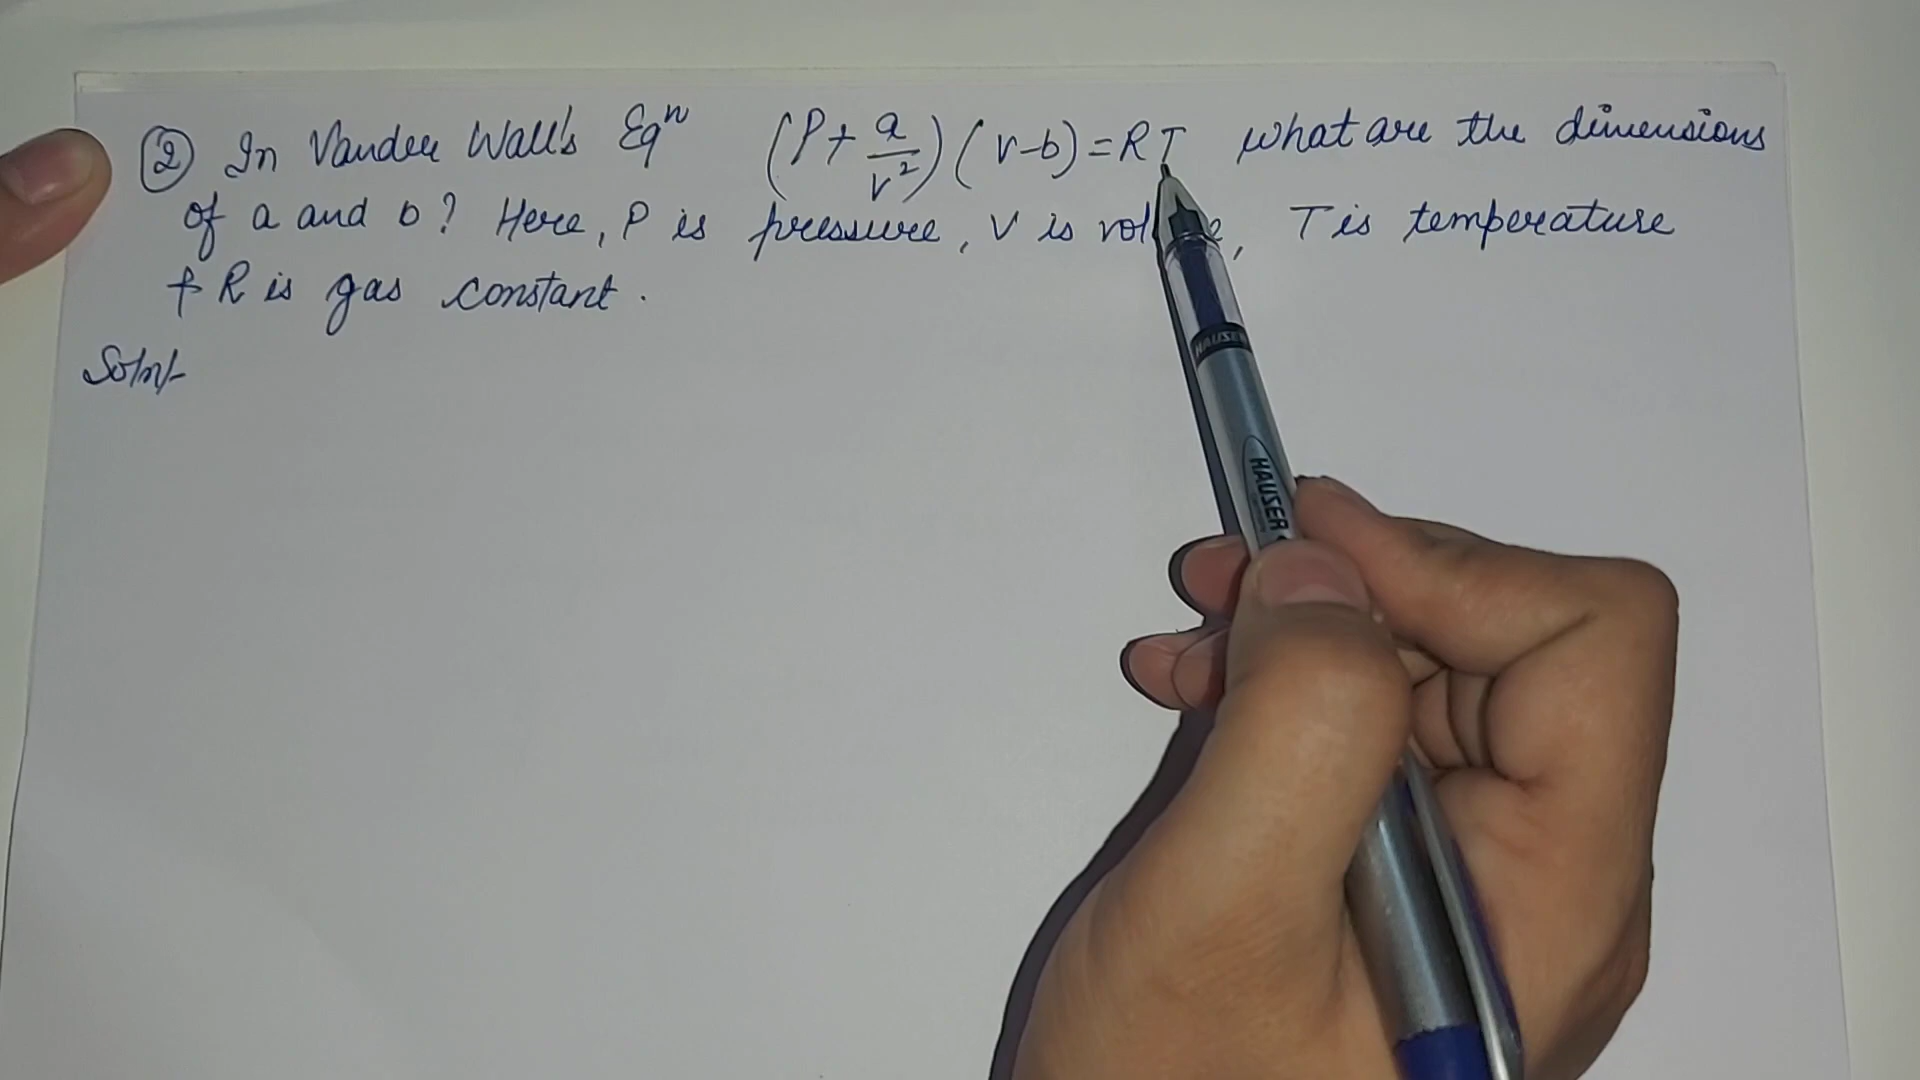 ② In Vander Wall's Eqⁿ (P + a/v²) (v-b) = RT what are the dimensions
of a and b? Here, P is pressure, V is vol e, T is temperature
& R is gas constant.
Soln/-
HAUSER
HAUSER